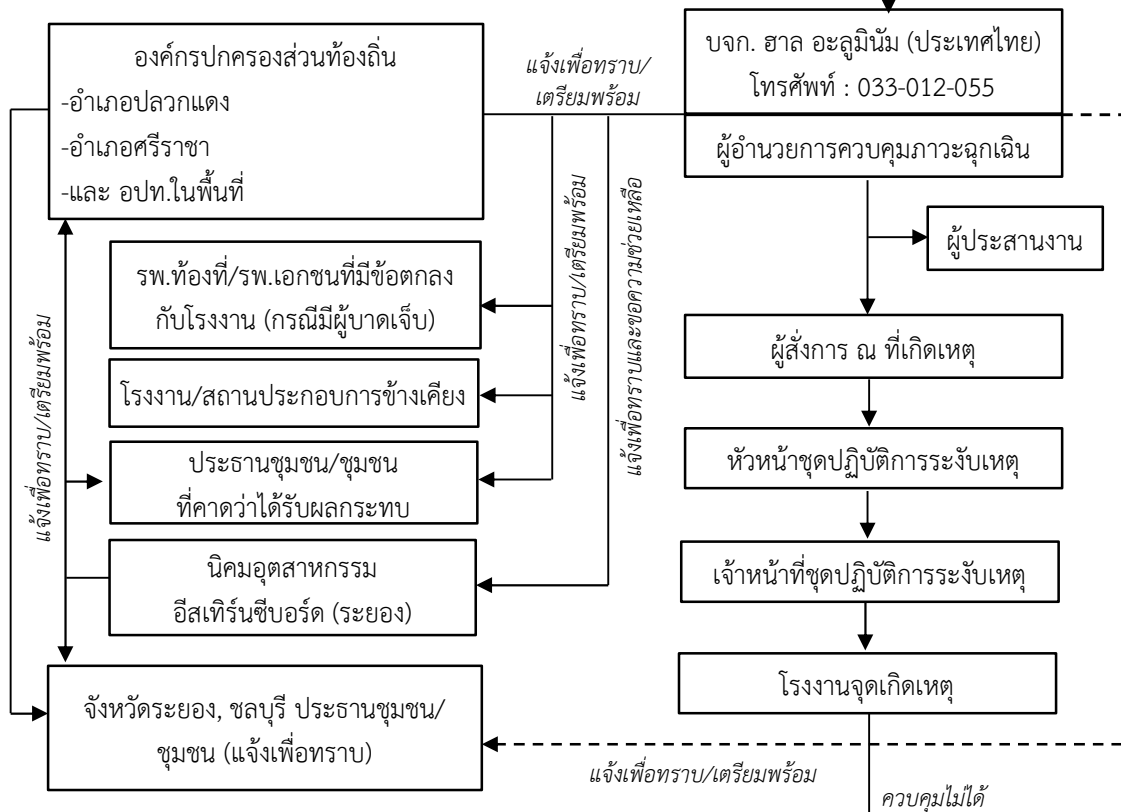 องค์กรปกครองส่วนท้องถิ่น
-อำเภอปลวกแดง
-อำเภอศรีราชา
-และ อปท.ในพื้นที่
แจ้งเพื่อทราบ/
เตรียมพร้อม
บจก. ฮาล อะลูมินัม (ประเทศไทย)
โทรศัพท์ : 033-012-055
ผู้อำนวยการควบคุมภาวะฉุกเฉิน
ผู้ประสานงาน
แจ้งเพื่อทราบ/เตรียมพร้อม
แจ้งเพื่อทราบและขอความช่วยเหลือ
รพ.ท้องที่/รพ.เอกชนที่มีข้อตกลง
กับโรงงาน (กรณีมีผู้บาดเจ็บ)
ผู้สั่งการ ณ ที่เกิดเหตุ
แจ้งเพื่อทราบ/เตรียมพร้อม
โรงงาน/สถานประกอบการข้างเคียง
ประธานชุมชน/ชุมชน
ที่คาดว่าได้รับผลกระทบ
หัวหน้าชุดปฏิบัติการระงับเหตุ
นิคมอุตสาหกรรม
อีสเทิร์นซีบอร์ด (ระยอง)
เจ้าหน้าที่ชุดปฏิบัติการระงับเหตุ
โรงงานจุดเกิดเหตุ
จังหวัดระยอง, ชลบุรี ประธานชุมชน/
ชุมชน (แจ้งเพื่อทราบ)
แจ้งเพื่อทราบ/เตรียมพร้อม
ควบคุมไม่ได้